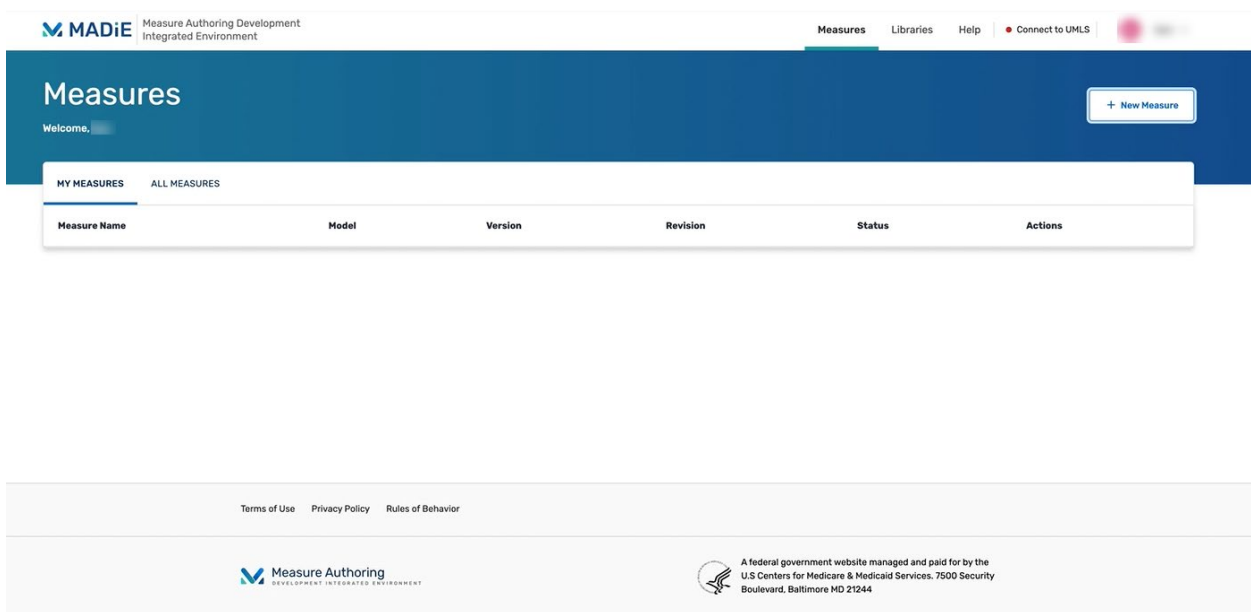 MADiE
Measure Authoring Development
Integrated Environment
Measures Libraries Help Connect to UMLS
Measures
+ New Measure
Welcome,
MY MEASURES ALL MEASURES
Measure Name Model Version Revision Status Actions
Terms of Use Privacy Policy Rules of Behavior
Measure Authoring
DEVELOPMENT INTEGRATED ENVIRONMENT
A federal government website managed and paid for by the
U.S Centers for Medicare & Medicaid Services. 7500 Security
Boulevard, Baltimore MD 21244